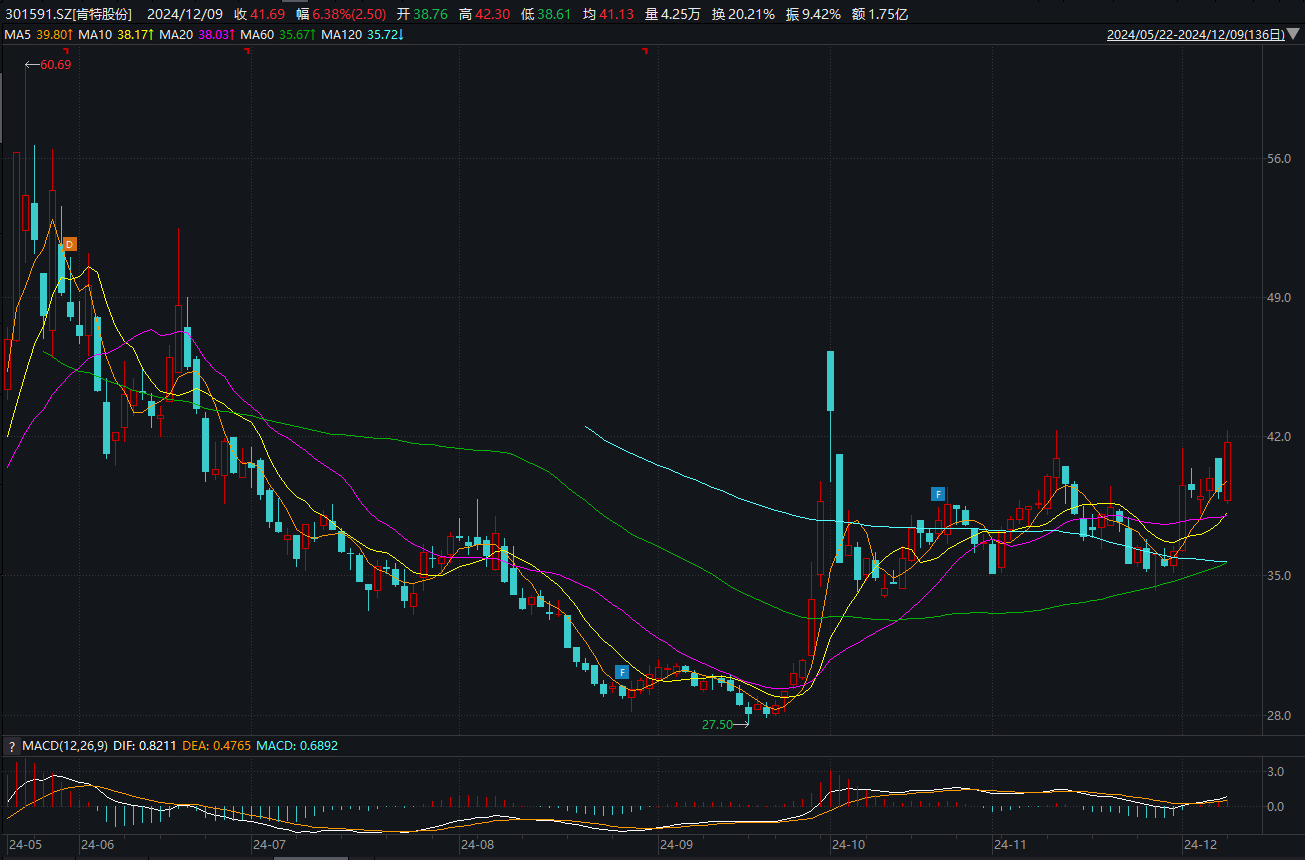 301591.SZ[肯特股份] 2024/12/09 收 41.69 幅 6.38%(2.50) 开 38.76 高 42.30 低 38.61 均 41.13 量 4.25万 换 20.21% 振 9.42% 额 1.75亿
MA5 39.80↑ MA10 38.17↑ MA20 38.03↑ MA60 35.67↑ MA120 35.72↓ 2024/05/22-2024/12/09(136日)
←60.69
56.0
D
49.0
42.0
F
35.0
F
27.50→
28.0
? MACD(12,26,9) DIF: 0.8211 DEA: 0.4765 MACD: 0.6892
3.0
0.0
24-05 24-06 24-07 24-08 24-09 24-10 24-11 24-12